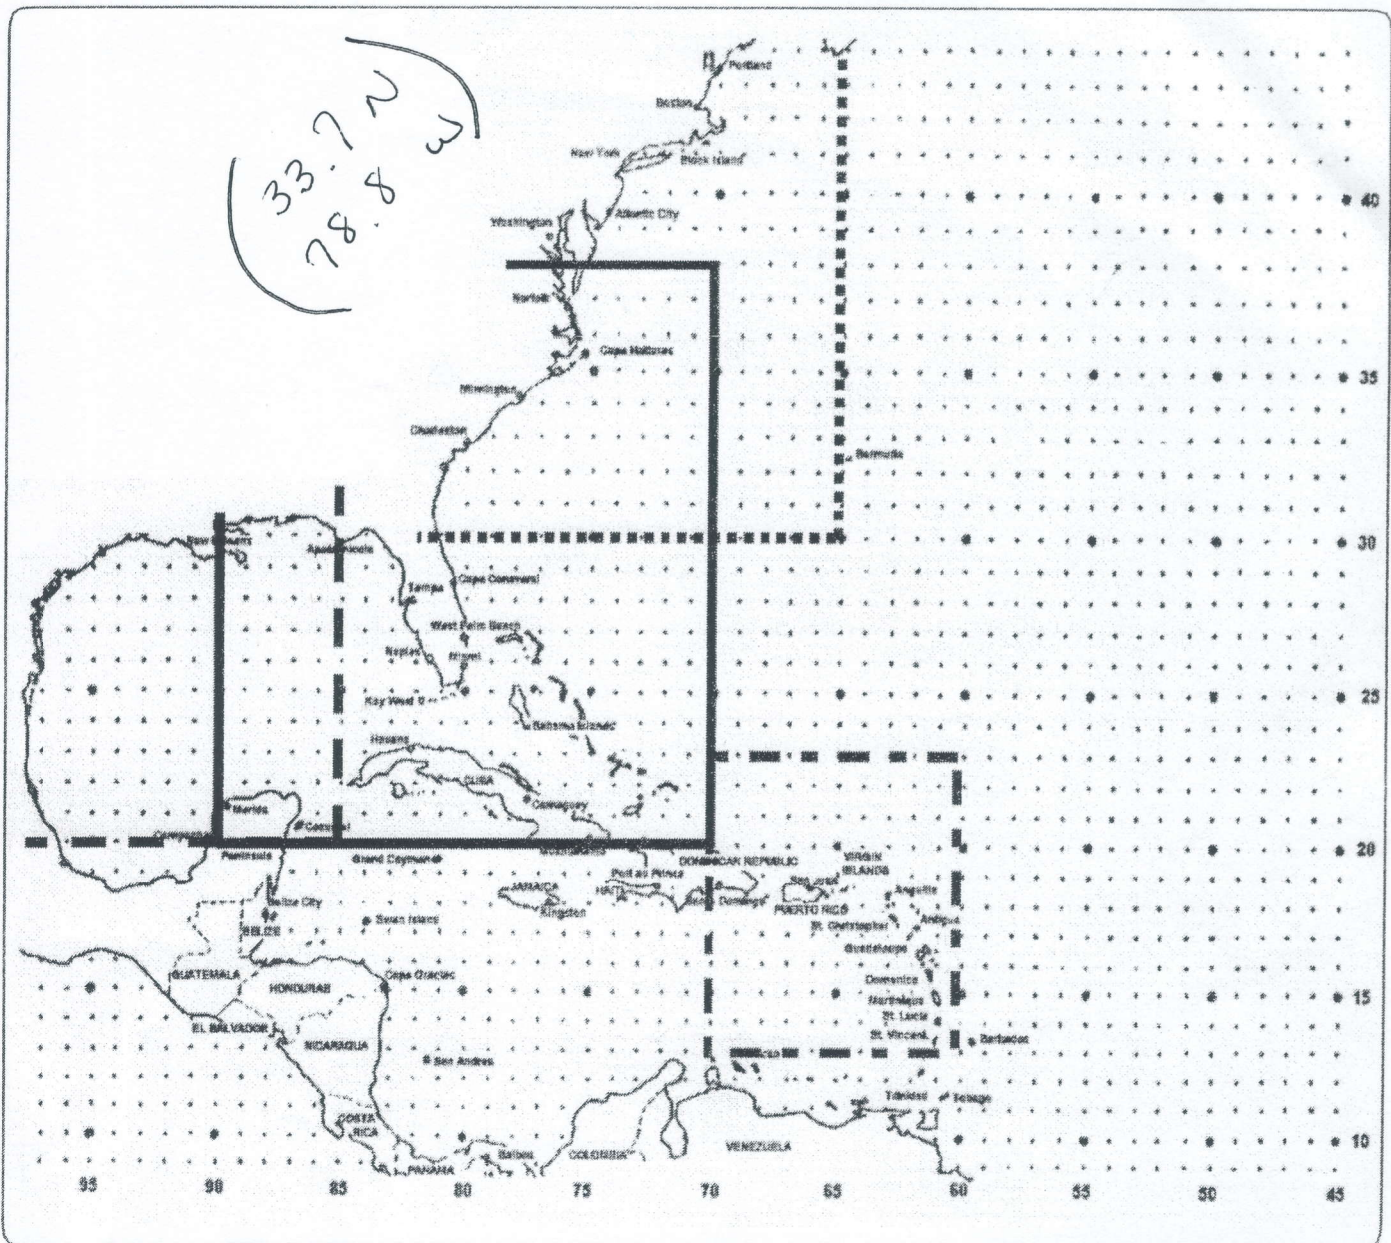 33.7 N
78.8 W
Portland
Boston
New York
Block Island
40
Washington
Atlantic City
Norfolk
Cape Hatteras
35
Wilmington
Charleston
Bermuda
30
Apalachicola
Cape Canaveral
Tampa
West Palm Beach
Naples
Miami
25
Key West
Bahama Islands
Havana
CUBA
Camaguey
Merida
Cozumel
20
Peninsula
Grand Cayman
DOMINICAN REPUBLIC
VIRGIN
ISLANDS
Port au Prince
San Juan
Anguilla
JAMAICA
HAITI
Santo Domingo
Kingston
PUERTO RICO
Belize City
Swan Island
St. Christopher
Antigua
BELIZE
Guadeloupe
GUATEMALA
Cape Gracias
Dominica
HONDURAS
Martinique
15
St. Lucia
EL SALVADOR
St. Vincent
NICARAGUA
Barbados
San Andres
Trinidad
Tobago
COSTA
RICA
10
VENEZUELA
COLOMBIA
Balboa
PANAMA
95 90 85 80 75 70 65 60 55 50 45